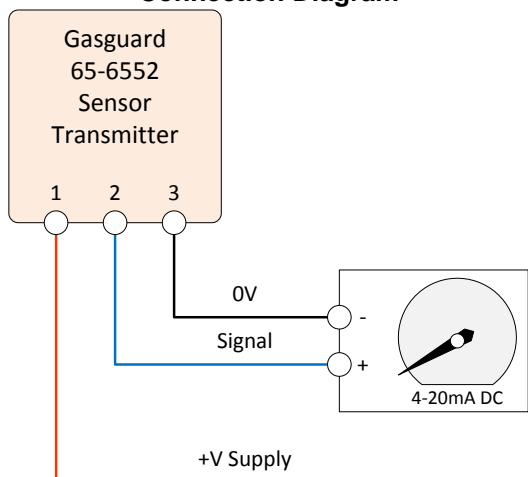 Connection Diagram
Gasguard
65-6552
Sensor
Transmitter
1 2 3
0V
-
Signal
+
4-20mA DC
+V Supply